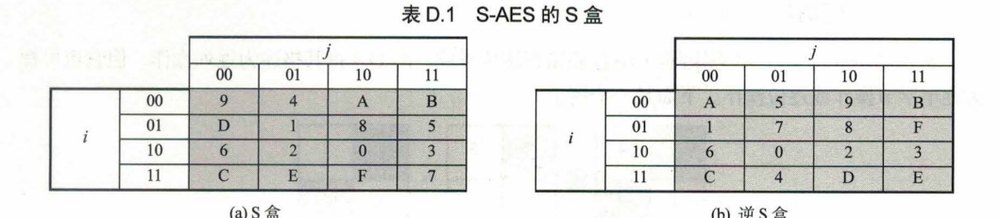 表 D.1 S-AES 的 S 盒
j
00 01 10 11
i
00 9 4 A B
01 D 1 8 5
10 6 2 0 3
11 C E F 7
(a) S 盒
j
00 01 10 11
i
00 A 5 9 B
01 1 7 8 F
10 6 0 2 3
11 C 4 D E
(b) 逆 S 盒